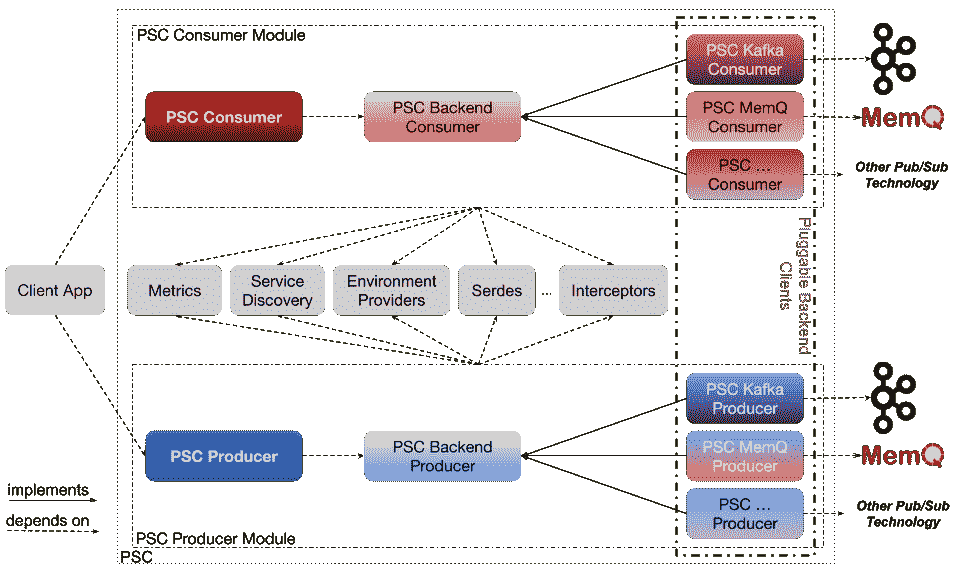 PSC Consumer Module
PSC Consumer
PSC Backend
Consumer
PSC Kafka
Consumer
PSC MemQ
Consumer
PSC ...
Consumer
MemQ
Other Pub/Sub
Technology
Client App
Metrics
Service
Discovery
Environment
Providers
Serdes
...
Interceptors
Pluggable Backend
Clients
PSC Producer
PSC Backend
Producer
PSC Kafka
Producer
PSC MemQ
Producer
PSC ...
Producer
MemQ
Other Pub/Sub
Technology
implements
depends on
PSC Producer Module
PSC